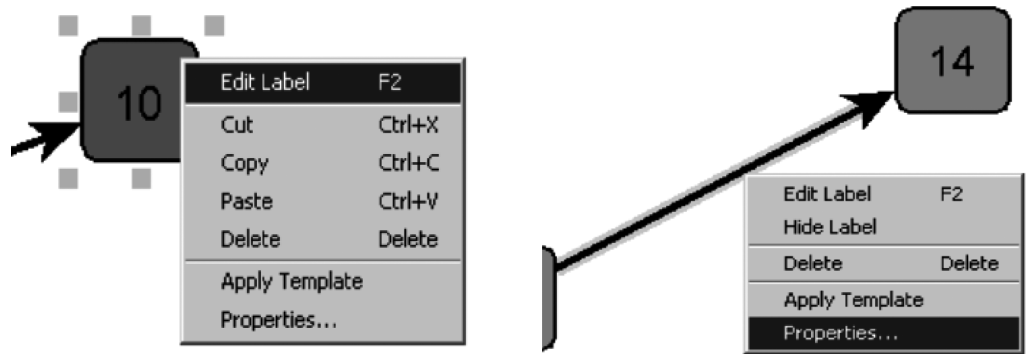 10
Edit Label F2
Cut Ctrl+X
Copy Ctrl+C
Paste Ctrl+V
Delete Delete
Apply Template
Properties...
14
Edit Label F2
Hide Label
Delete Delete
Apply Template
Properties...